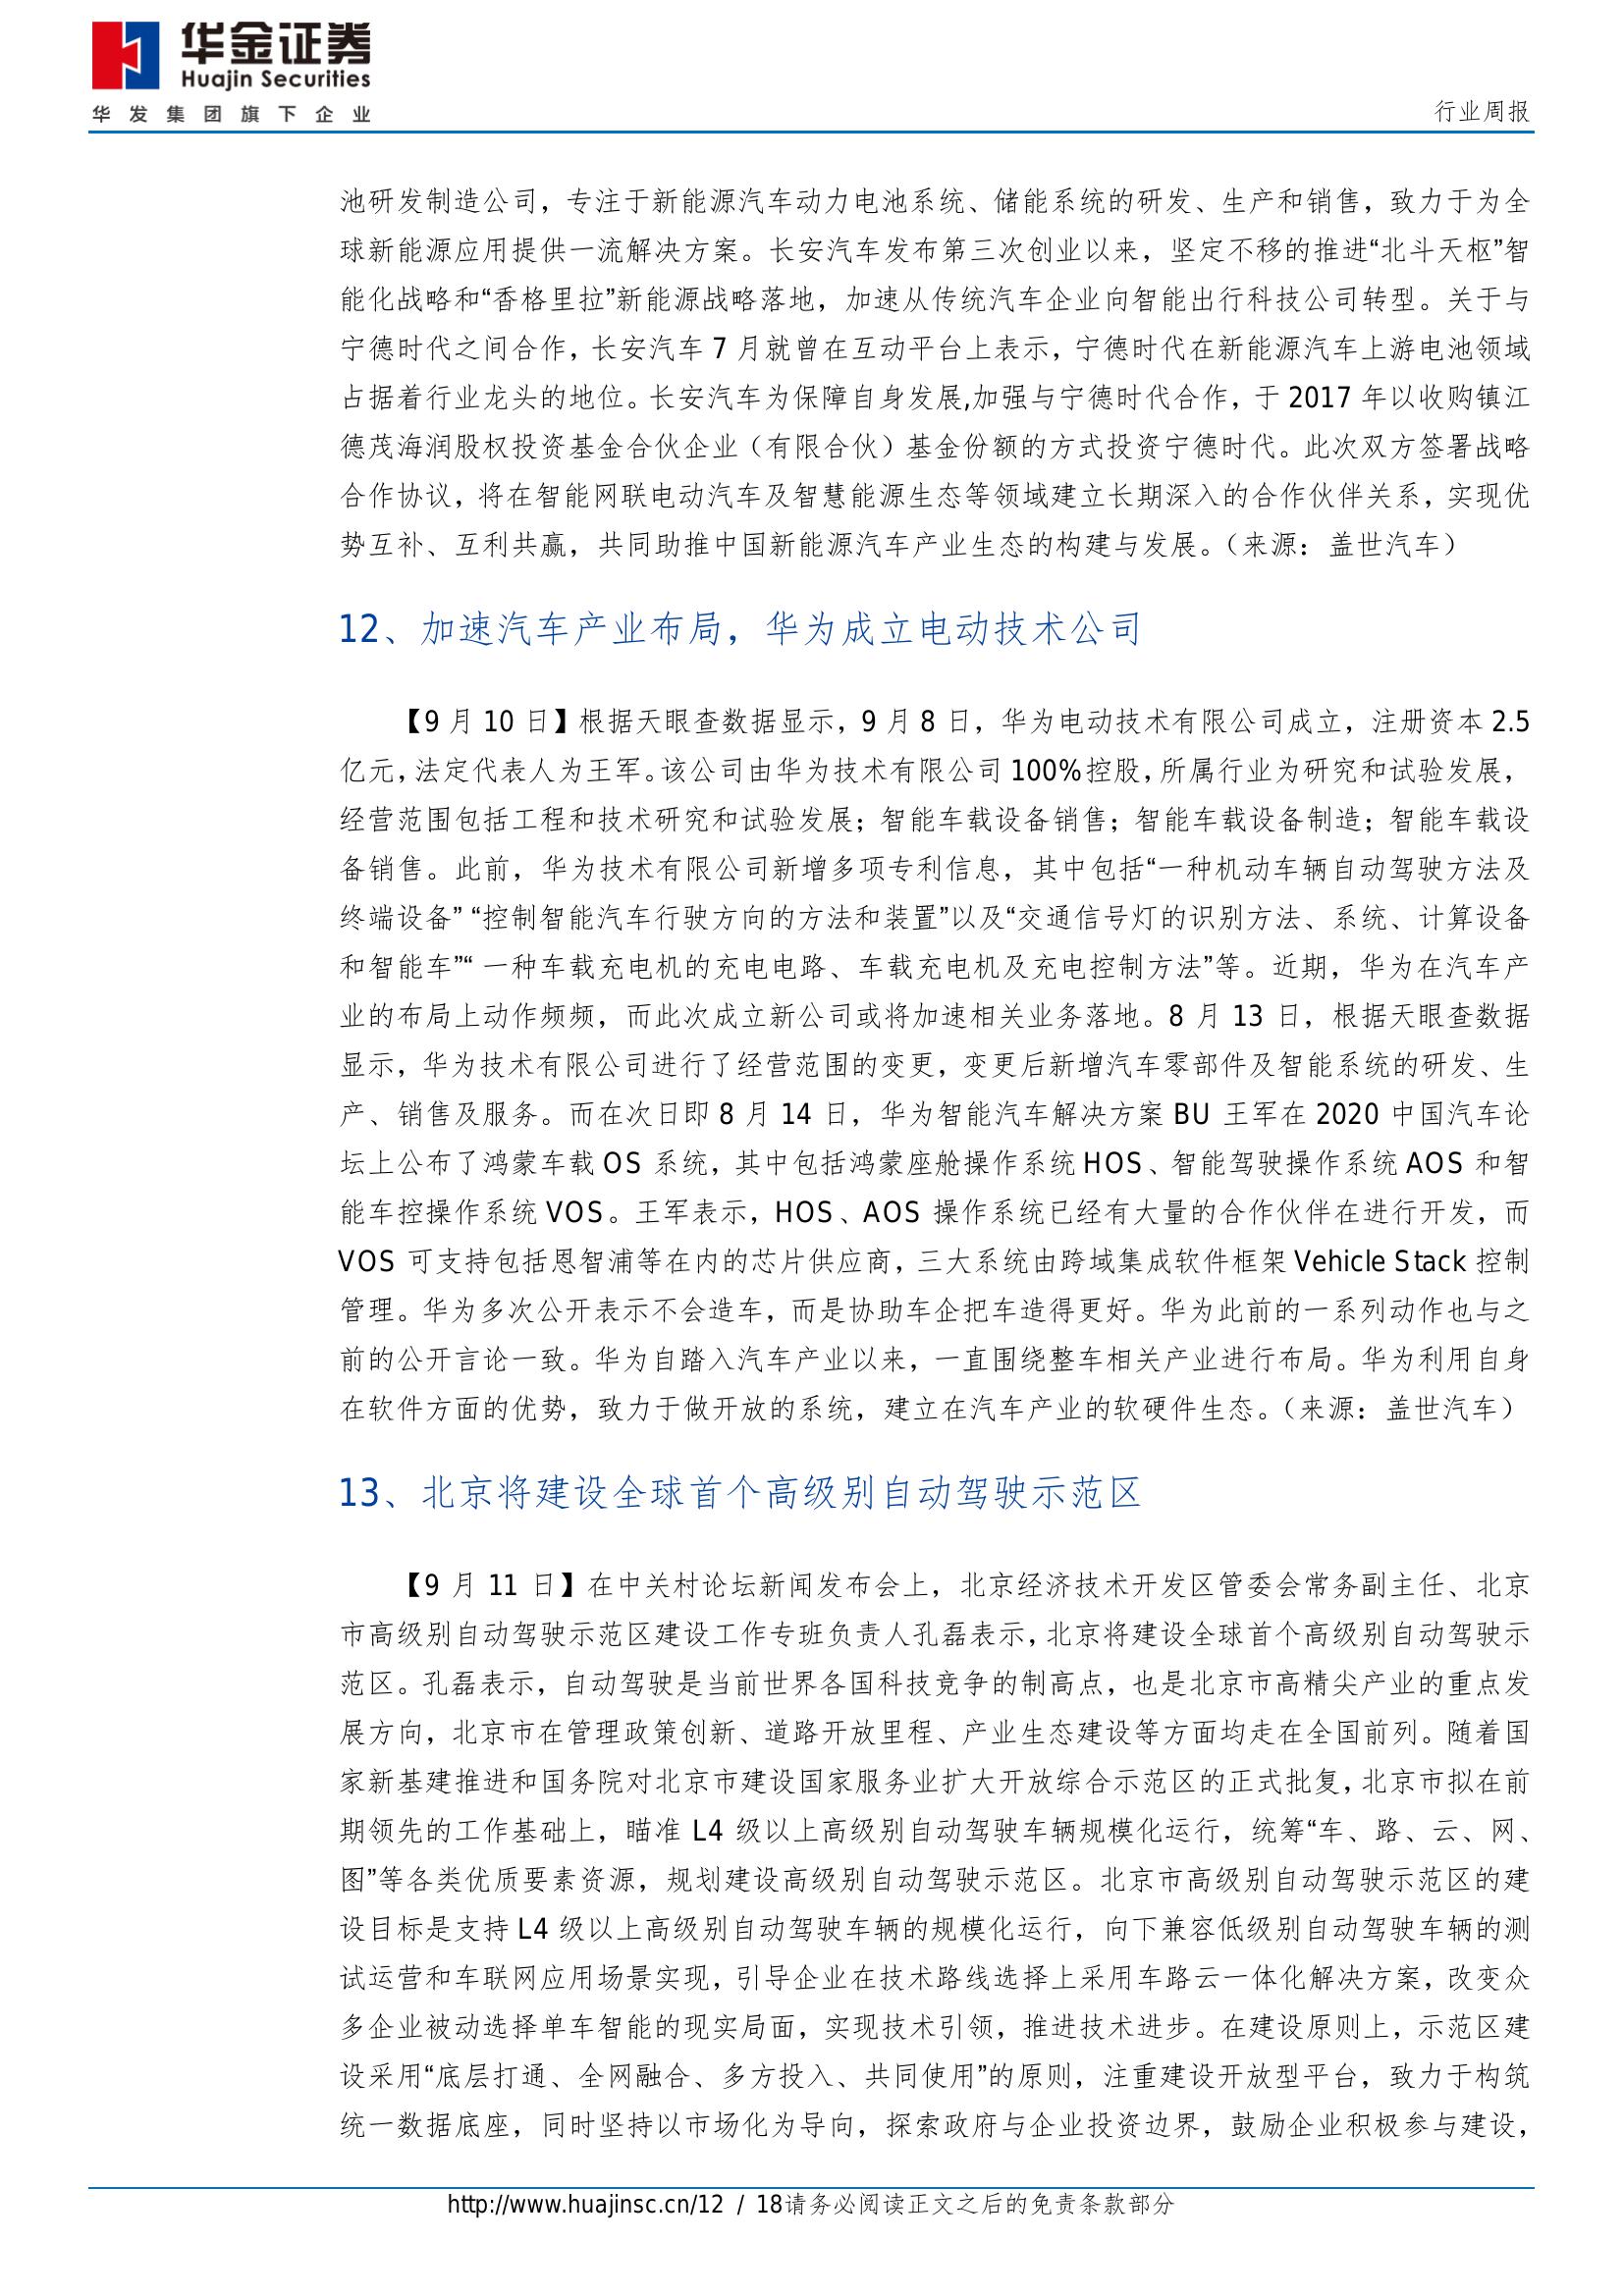 华金证券
Huajin Securities
华发集团旗下企业
行业周报
池研发制造公司，专注于新能源汽车动力电池系统、储能系统的研发、生产和销售，致力于为全
球新能源应用提供一流解决方案。长安汽车发布第三次创业以来，坚定不移的推进“北斗天枢”智
能化战略和“香格里拉”新能源战略落地，加速从传统汽车企业向智能出行科技公司转型。关于与
宁德时代之间合作，长安汽车 7 月就曾在互动平台上表示，宁德时代在新能源汽车上游电池领域
占据着行业龙头的地位。长安汽车为保障自身发展,加强与宁德时代合作，于 2017 年以收购镇江
德茂海润股权投资基金合伙企业（有限合伙）基金份额的方式投资宁德时代。此次双方签署战略
合作协议，将在智能网联电动汽车及智慧能源生态等领域建立长期深入的合作伙伴关系，实现优
势互补、互利共赢，共同助推中国新能源汽车产业生态的构建与发展。（来源：盖世汽车）
12、加速汽车产业布局，华为成立电动技术公司
【9 月 10 日】根据天眼查数据显示，9 月 8 日，华为电动技术有限公司成立，注册资本 2.5
亿元，法定代表人为王军。该公司由华为技术有限公司 100%控股，所属行业为研究和试验发展，
经营范围包括工程和技术研究和试验发展；智能车载设备销售；智能车载设备制造；智能车载设
备销售。此前，华为技术有限公司新增多项专利信息，其中包括“一种机动车辆自动驾驶方法及
终端设备” “控制智能汽车行驶方向的方法和装置”以及“交通信号灯的识别方法、系统、计算设备
和智能车”“ 一种车载充电机的充电电路、车载充电机及充电控制方法”等。近期，华为在汽车产
业的布局上动作频频，而此次成立新公司或将加速相关业务落地。8 月 13 日，根据天眼查数据
显示，华为技术有限公司进行了经营范围的变更，变更后新增汽车零部件及智能系统的研发、生
产、销售及服务。而在次日即 8 月 14 日，华为智能汽车解决方案 BU 王军在 2020 中国汽车论
坛上公布了鸿蒙车载 OS 系统，其中包括鸿蒙座舱操作系统 HOS、智能驾驶操作系统 AOS 和智
能车控操作系统 VOS。王军表示，HOS、AOS 操作系统已经有大量的合作伙伴在进行开发，而
VOS 可支持包括恩智浦等在内的芯片供应商，三大系统由跨域集成软件框架 Vehicle Stack 控制
管理。华为多次公开表示不会造车，而是协助车企把车造得更好。华为此前的一系列动作也与之
前的公开言论一致。华为自踏入汽车产业以来，一直围绕整车相关产业进行布局。华为利用自身
在软件方面的优势，致力于做开放的系统，建立在汽车产业的软硬件生态。（来源：盖世汽车）
13、北京将建设全球首个高级别自动驾驶示范区
【9 月 11 日】在中关村论坛新闻发布会上，北京经济技术开发区管委会常务副主任、北京
市高级别自动驾驶示范区建设工作专班负责人孔磊表示，北京将建设全球首个高级别自动驾驶示
范区。孔磊表示，自动驾驶是当前世界各国科技竞争的制高点，也是北京市高精尖产业的重点发
展方向，北京市在管理政策创新、道路开放里程、产业生态建设等方面均走在全国前列。随着国
家新基建推进和国务院对北京市建设国家服务业扩大开放综合示范区的正式批复，北京市拟在前
期领先的工作基础上，瞄准 L4 级以上高级别自动驾驶车辆规模化运行，统筹“车、路、云、网、
图”等各类优质要素资源，规划建设高级别自动驾驶示范区。北京市高级别自动驾驶示范区的建
设目标是支持 L4 级以上高级别自动驾驶车辆的规模化运行，向下兼容低级别自动驾驶车辆的测
试运营和车联网应用场景实现，引导企业在技术路线选择上采用车路云一体化解决方案，改变众
多企业被动选择单车智能的现实局面，实现技术引领，推进技术进步。在建设原则上，示范区建
设采用“底层打通、全网融合、多方投入、共同使用”的原则，注重建设开放型平台，致力于构筑
统一数据底座，同时坚持以市场化为导向，探索政府与企业投资边界，鼓励企业积极参与建设，
http://www.huajinsc.cn/12 / 18请务必阅读正文之后的免责条款部分